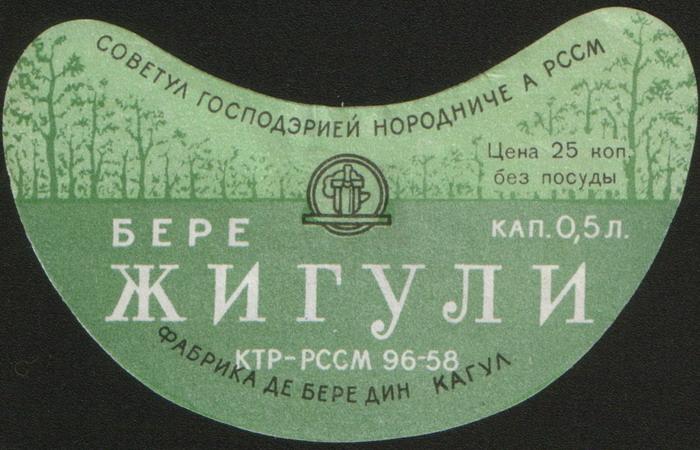 СОВЕТУЛ ГОСПОДЭРИЕЙ НОРОДНИЧЕ А РССМ
Цена 25 коп.
без посуды
БЕРЕ
КАП. 0,5 л.
ЖИГУЛИ
КТР-РССМ 96-58
ФАБРИКА ДЕ БЕРЕ ДИН КАГУЛ